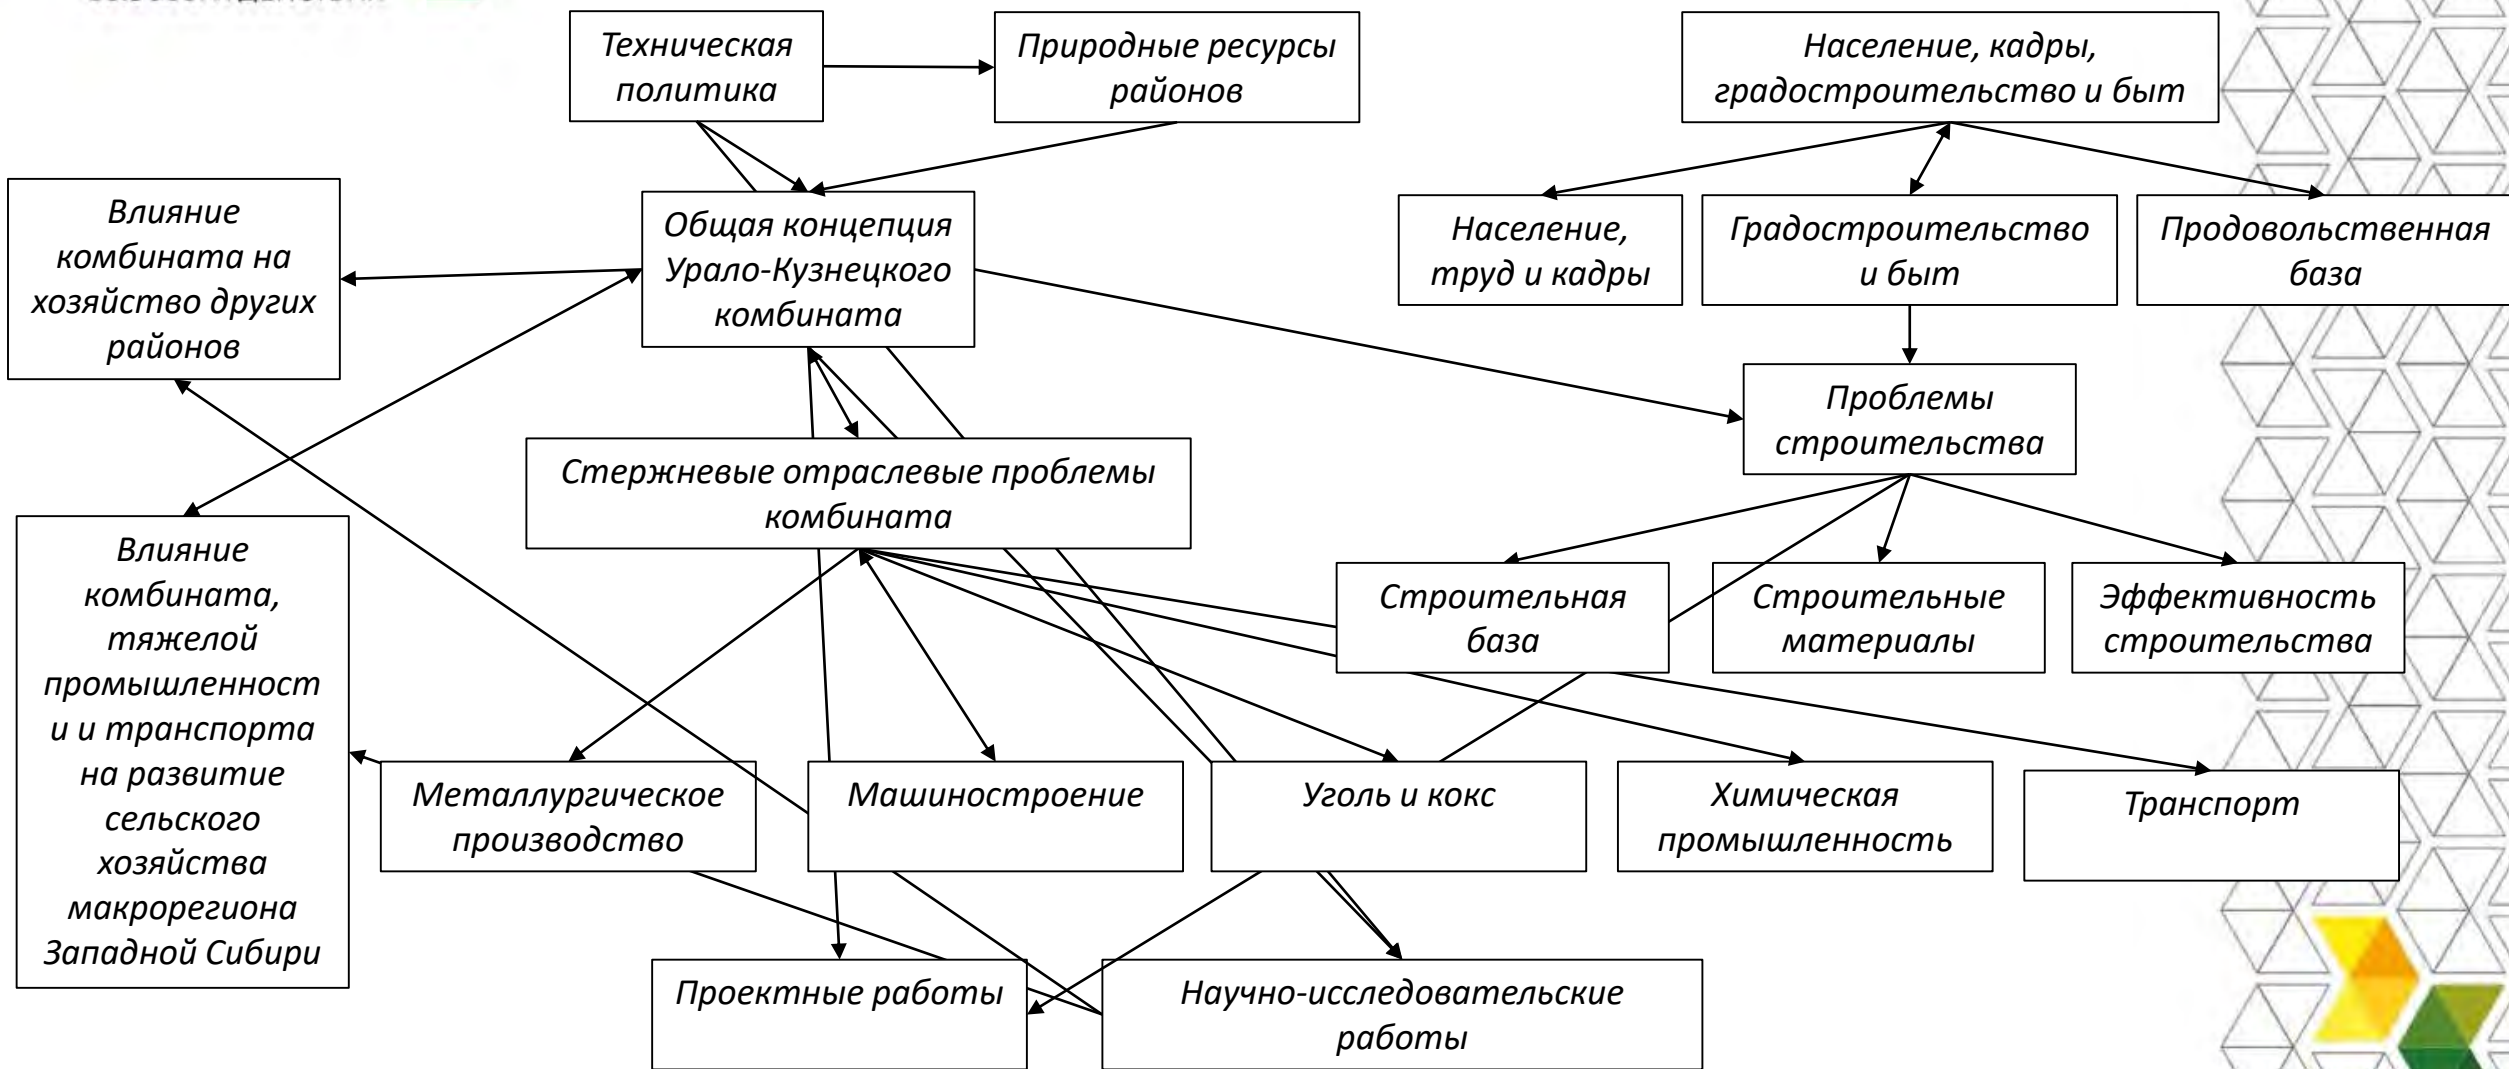 Техническая
политика
Природные ресурсы
районов
Население, кадры,
градостроительство и быт
Влияние
комбината на
хозяйство других
районов
Общая концепция
Урало-Кузнецкого
комбината
Население,
труд и кадры
Градостроительство
и быт
Продовольственная
база
Проблемы
строительства
Стержневые отраслевые проблемы
комбината
Влияние
комбината,
тяжелой
промышленност
и и транспорта
на развитие
сельского
хозяйства
макрорегиона
Западной Сибири
Строительная
база
Строительные
материалы
Эффективность
строительства
Металлургическое
производство
Машиностроение
Уголь и кокс
Химическая
промышленность
Транспорт
Проектные работы
Научно-исследовательские
работы